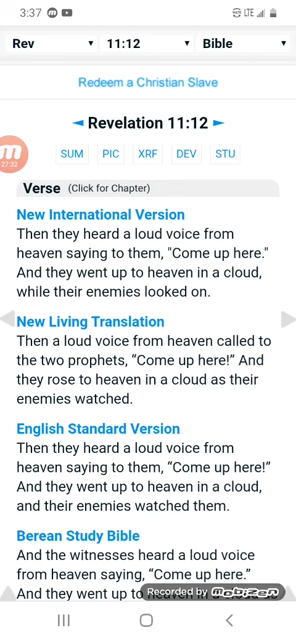 3:37 LTE
Rev 11:12 Bible
Redeem a Christian Slave
Revelation 11:12
27:32
SUM PIC XRF DEV STU
Verse (Click for Chapter)
New International Version
Then they heard a loud voice from
heaven saying to them, "Come up here."
And they went up to heaven in a cloud,
while their enemies looked on.
New Living Translation
Then a loud voice from heaven called to
the two prophets, “Come up here!” And
they rose to heaven in a cloud as their
enemies watched.
English Standard Version
Then they heard a loud voice from
heaven saying to them, “Come up here!”
And they went up to heaven in a cloud,
and their enemies watched them.
Berean Study Bible
And the witnesses heard a loud voice
from heaven saying, “Come up here.”
And they went up to heaven in a
Recorded by mobizen